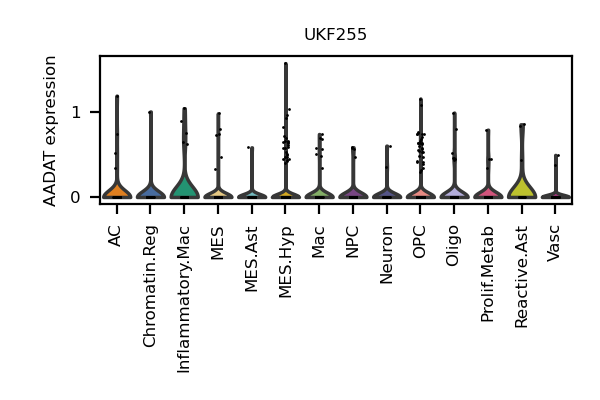 UKF255
AADAT expression
1
0
AC
Chromatin.Reg
Inflammatory.Mac
MES
MES.Ast
MES.Hyp
Mac
NPC
Neuron
OPC
Oligo
Prolif.Metab
Reactive.Ast
Vasc